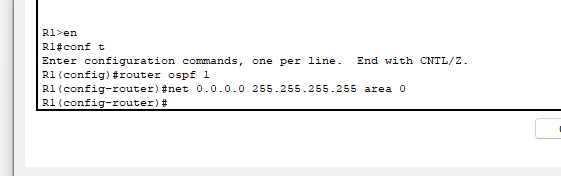 R1>en
R1#conf t
Enter configuration commands, one per line.  End with CNTL/Z.
R1(config)#router ospf 1
R1(config-router)#net 0.0.0.0 255.255.255.255 area 0
R1(config-router)#